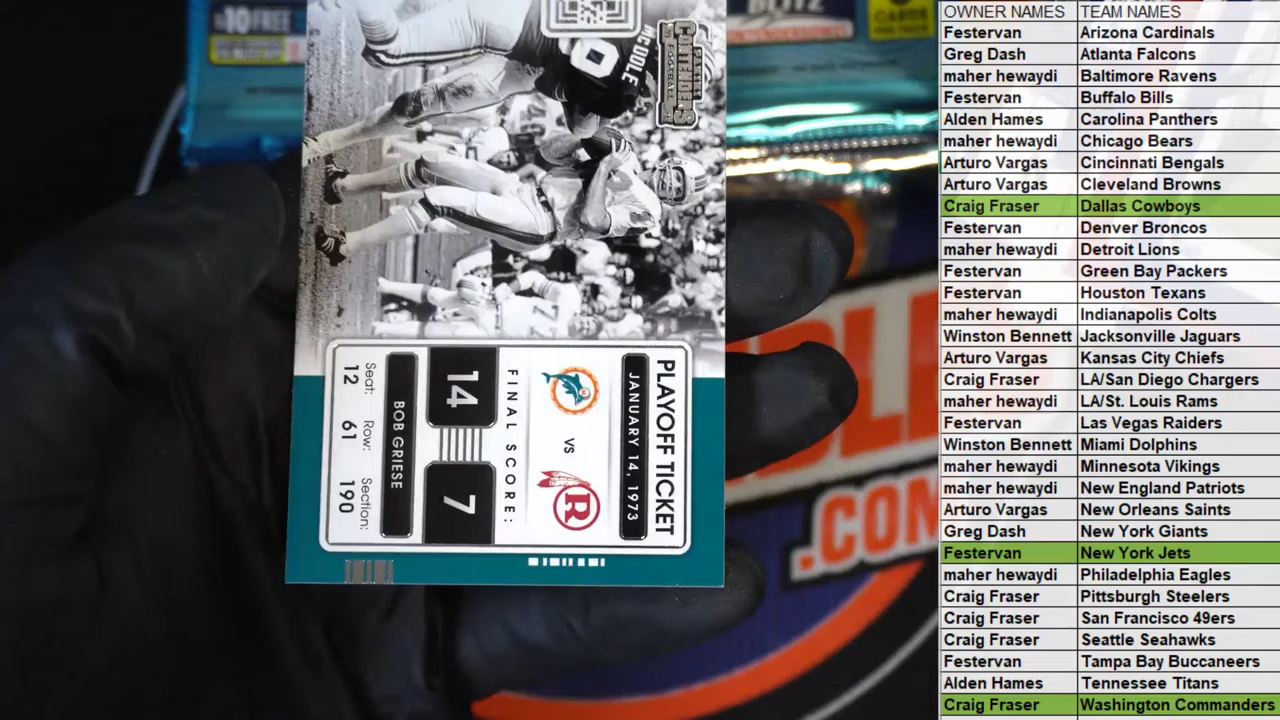 $10 FREE
BLITZ
CARDS
McDOLE
PANINI
CONTENDERS
FOOTBALL
PLAYOFF TICKET
JANUARY 14, 1973
VS
R
FINAL SCORE:
14
7
BOB GRIESE
Seat: Row: Section:
12 61 190
.COM
OWNER NAMES TEAM NAMES
Festervan Arizona Cardinals
Greg Dash Atlanta Falcons
maher hewaydi Baltimore Ravens
Festervan Buffalo Bills
Alden Hames Carolina Panthers
maher hewaydi Chicago Bears
Arturo Vargas Cincinnati Bengals
Arturo Vargas Cleveland Browns
Craig Fraser Dallas Cowboys
Festervan Denver Broncos
maher hewaydi Detroit Lions
Festervan Green Bay Packers
Festervan Houston Texans
maher hewaydi Indianapolis Colts
Winston Bennett Jacksonville Jaguars
Arturo Vargas Kansas City Chiefs
Craig Fraser LA/San Diego Chargers
maher hewaydi LA/St. Louis Rams
Festervan Las Vegas Raiders
Winston Bennett Miami Dolphins
maher hewaydi Minnesota Vikings
maher hewaydi New England Patriots
Arturo Vargas New Orleans Saints
Greg Dash New York Giants
Festervan New York Jets
maher hewaydi Philadelphia Eagles
Craig Fraser Pittsburgh Steelers
Craig Fraser San Francisco 49ers
Craig Fraser Seattle Seahawks
Festervan Tampa Bay Buccaneers
Alden Hames Tennessee Titans
Craig Fraser Washington Commanders